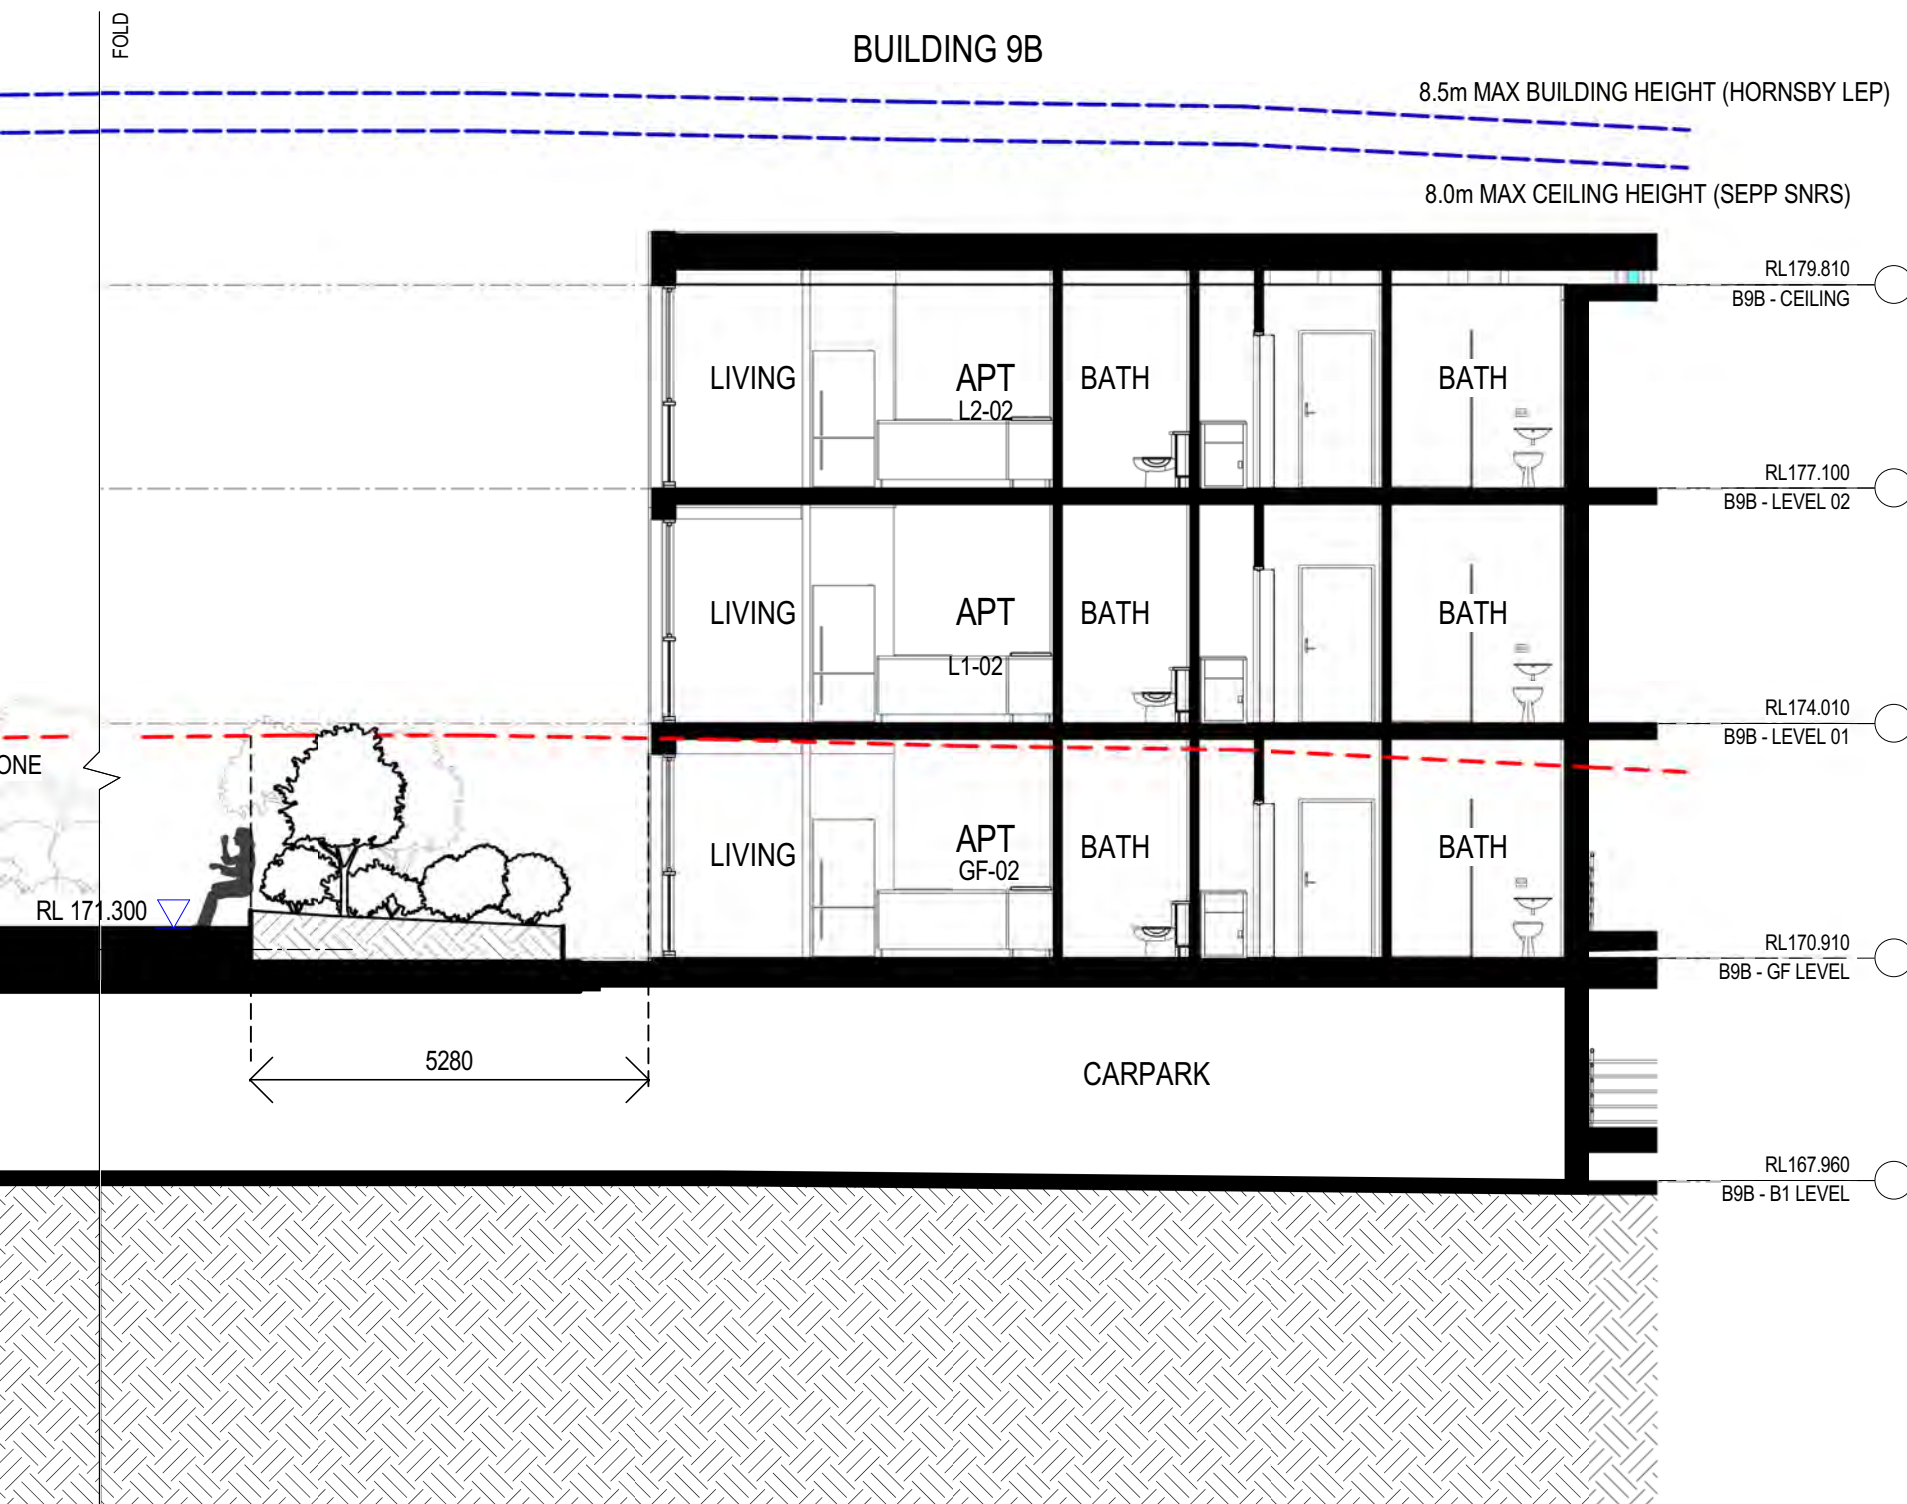 FOLD
BUILDING 9B
8.5m MAX BUILDING HEIGHT (HORNSBY LEP)
8.0m MAX CEILING HEIGHT (SEPP SNRS)
RL179.810
B9B - CEILING
LIVING
APT
L2-02
BATH
BATH
RL177.100
B9B - LEVEL 02
LIVING
APT
L1-02
BATH
BATH
RL174.010
B9B - LEVEL 01
ONE
LIVING
APT
GF-02
BATH
BATH
RL 171.300
RL170.910
B9B - GF LEVEL
5280
CARPARK
RL167.960
B9B - B1 LEVEL